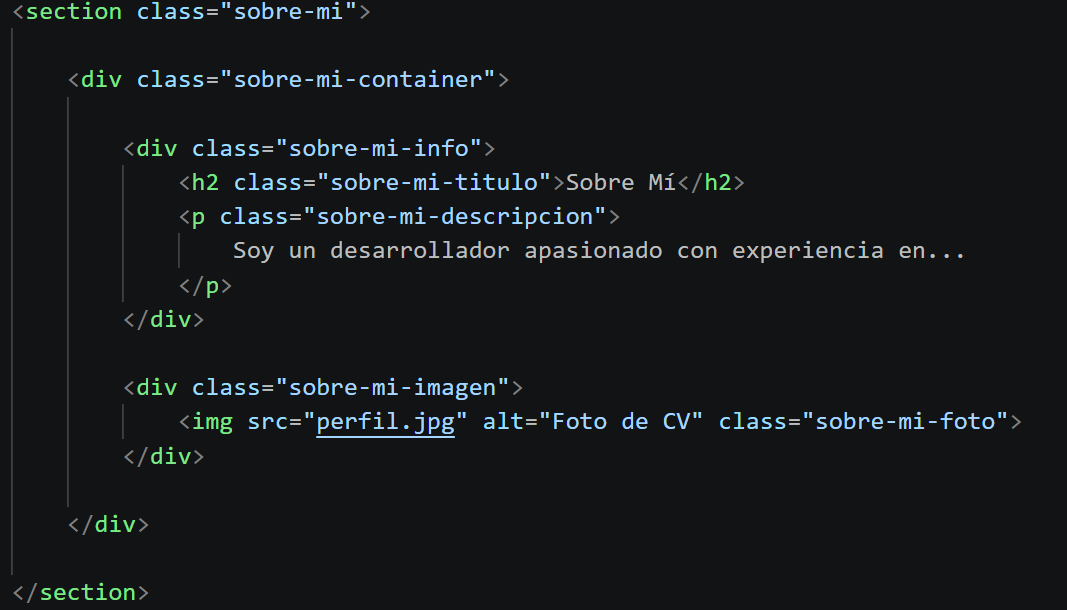 <section class="sobre-mi">
<div class="sobre-mi-container">
<div class="sobre-mi-info">
<h2 class="sobre-mi-titulo">Sobre Mí</h2>
<p class="sobre-mi-descripcion">
Soy un desarrollador apasionado con experiencia en...
</p>
</div>
<div class="sobre-mi-imagen">
<img src="perfil.jpg" alt="Foto de CV" class="sobre-mi-foto">
</div>
</div>
</section>